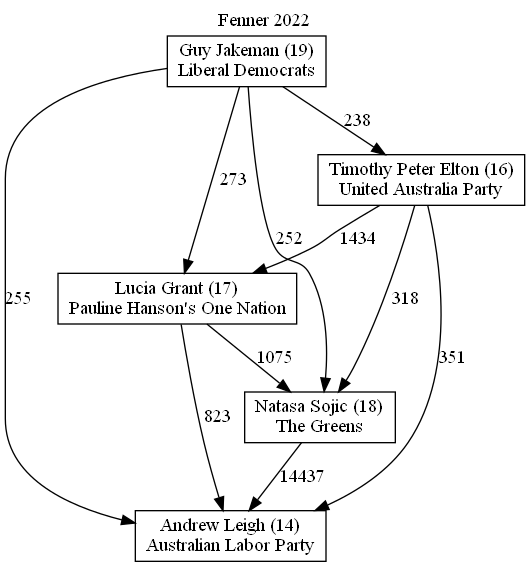 Fenner 2022
Guy Jakeman (19)
Liberal Democrats
238
Timothy Peter Elton (16)
United Australia Party
273
252
1434
255
Lucia Grant (17)
Pauline Hanson's One Nation
318
351
1075
823
Natasa Sojic (18)
The Greens
14437
Andrew Leigh (14)
Australian Labor Party